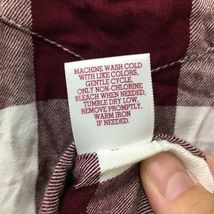 MACHINE WASH COLD
WITH LIKE COLORS,
GENTLE CYCLE,
ONLY NON-CHLORINE
BLEACH WHEN NEEDED,
TUMBLE DRY LOW,
REMOVE PROMPTLY,
WARM IRON
IF NEEDED.